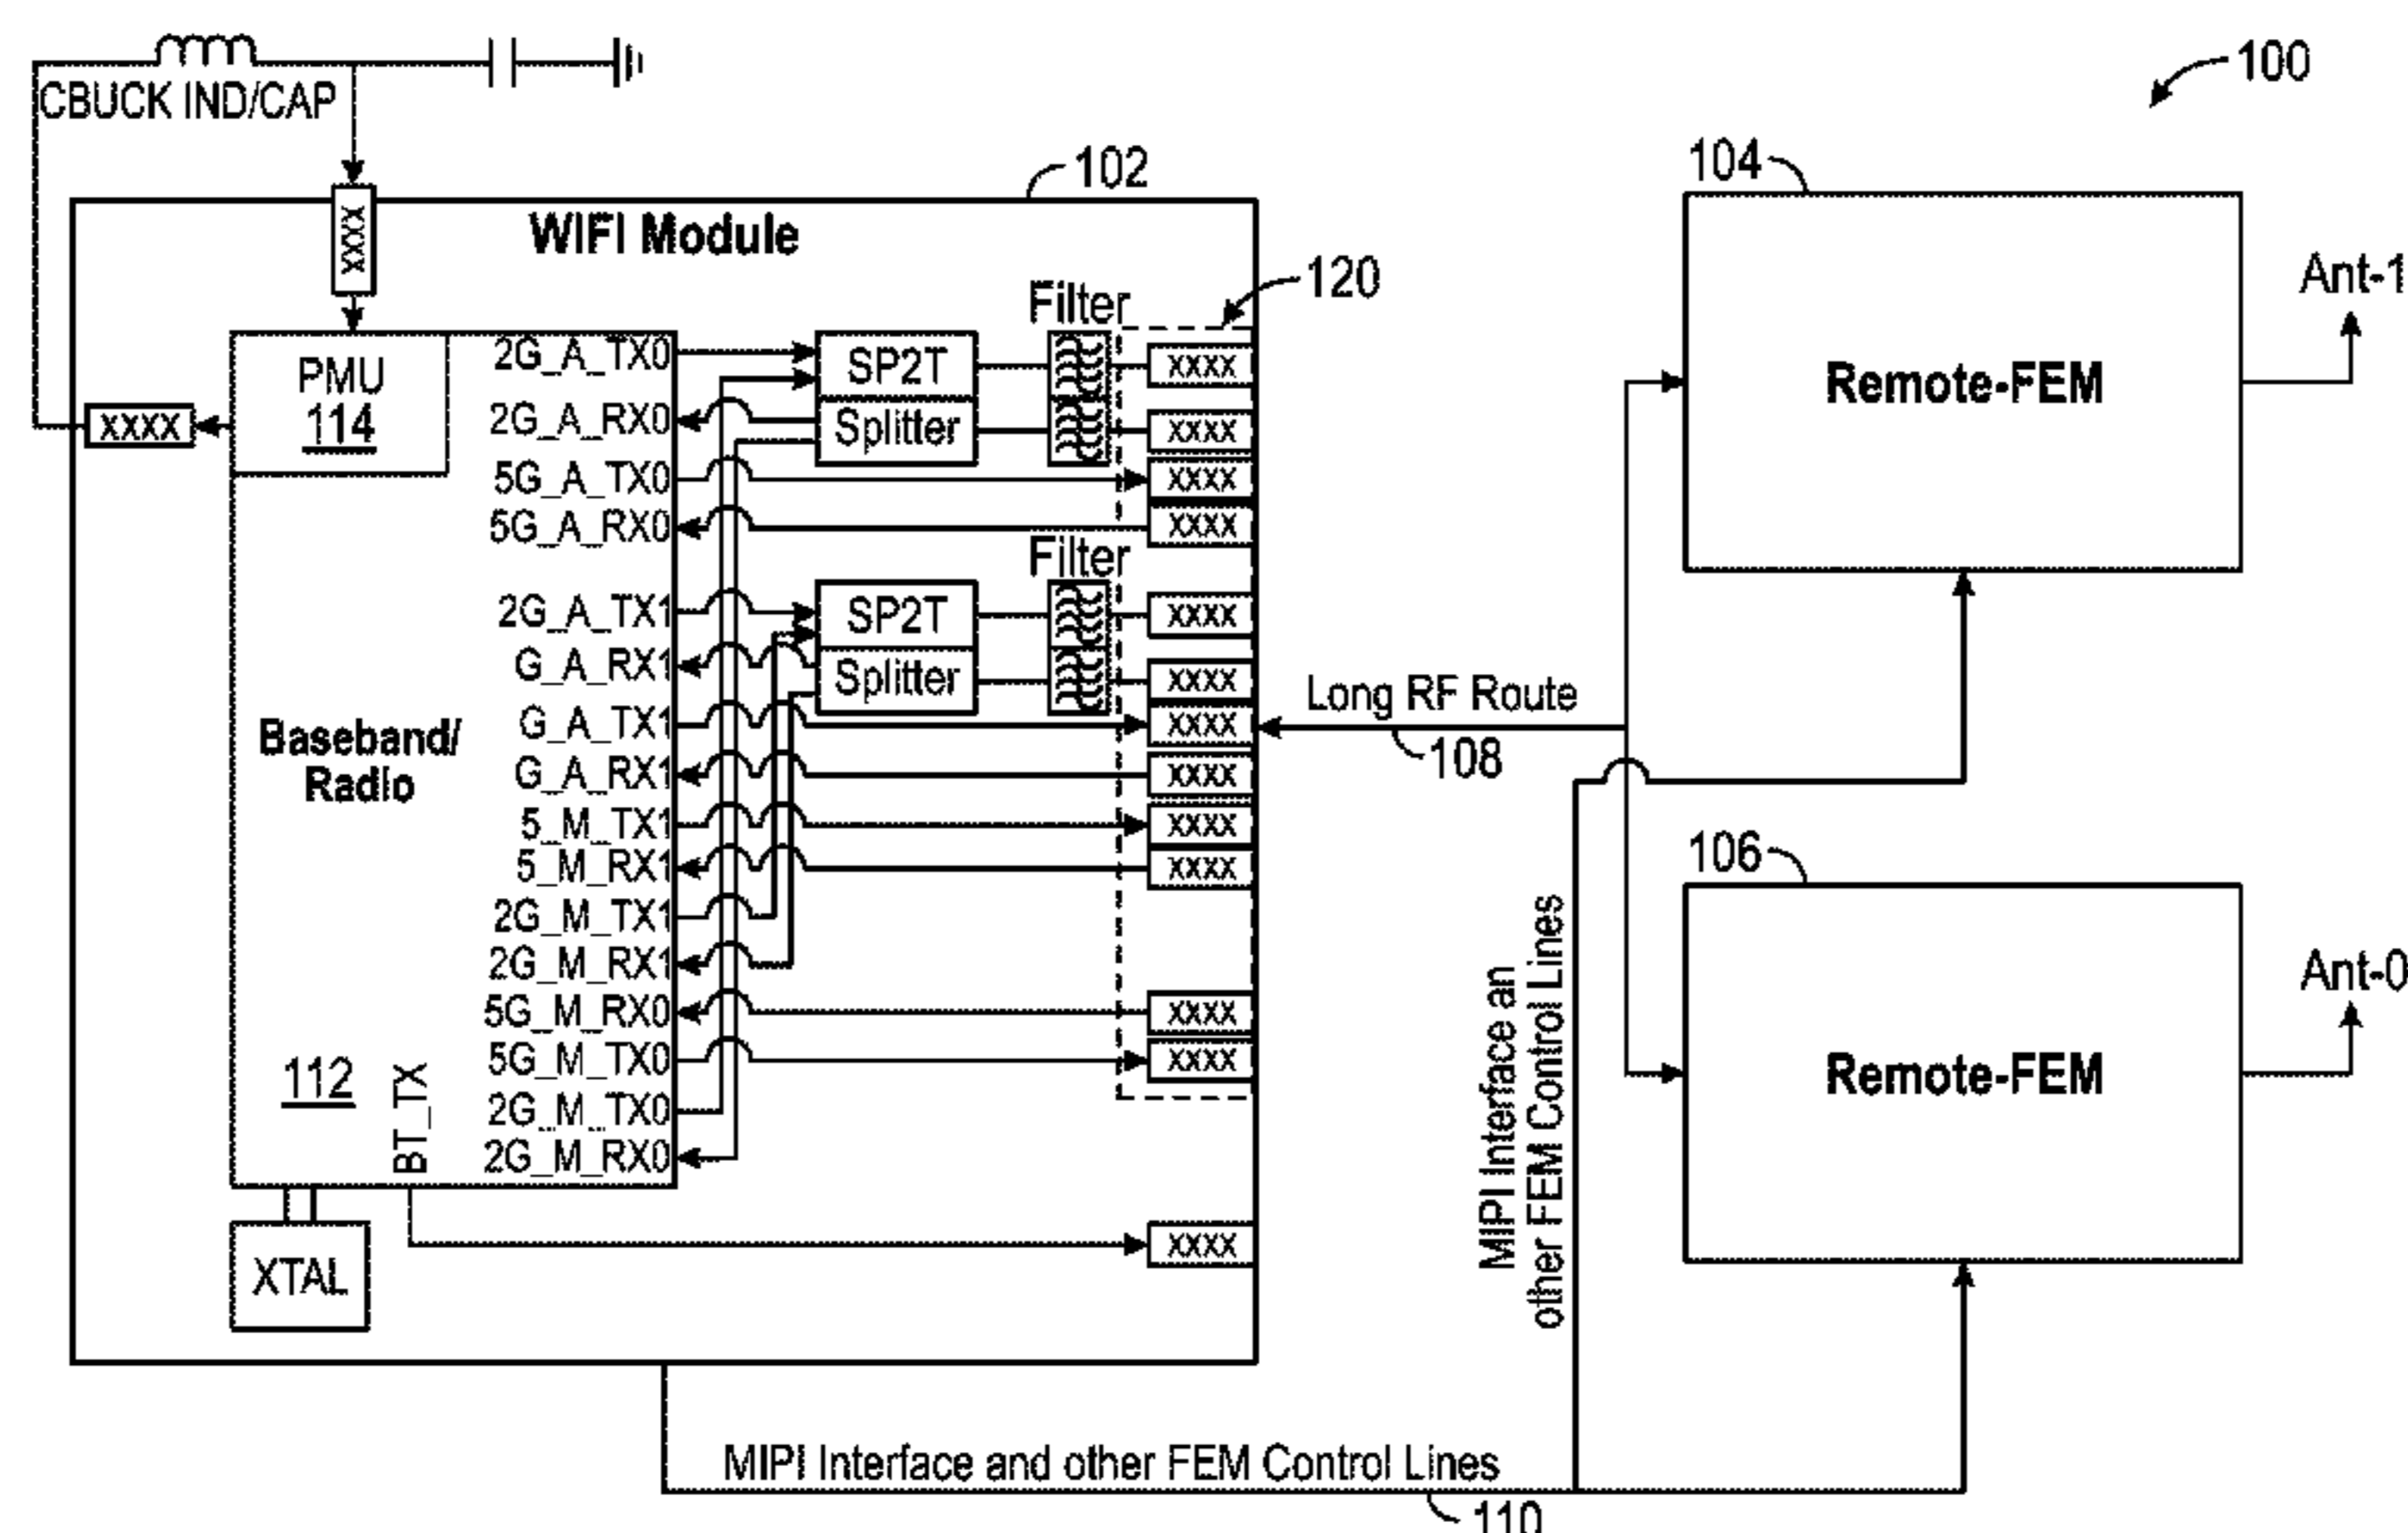 100
CBUCK IND/CAP
102
104
XXXX
WIFI Module
120
Ant-1
Filter
PMU
114
XXXX
2G_A_TX0
SP2T
XXXX
Remote-FEM
2G_A_RX0
Splitter
XXXX
5G_A_TX0
XXXX
5G_A_RX0
XXXX
Filter
2G_A_TX1
SP2T
XXXX
G_A_RX1
Splitter
XXXX
Long RF Route
108
G_A_TX1
XXXX
Baseband/
Radio
G_A_RX1
XXXX
5_M_TX1
XXXX
5_M_RX1
XXXX
106
2G_M_TX1
2G_M_RX1
Ant-0
5G_M_RX0
XXXX
5G_M_TX0
XXXX
Remote-FEM
112
BT_TX
2G_M_TX0
2G_M_RX0
MIPI Interface an
other FEM Control Lines
XXXX
XTAL
MIPI Interface and other FEM Control Lines
110